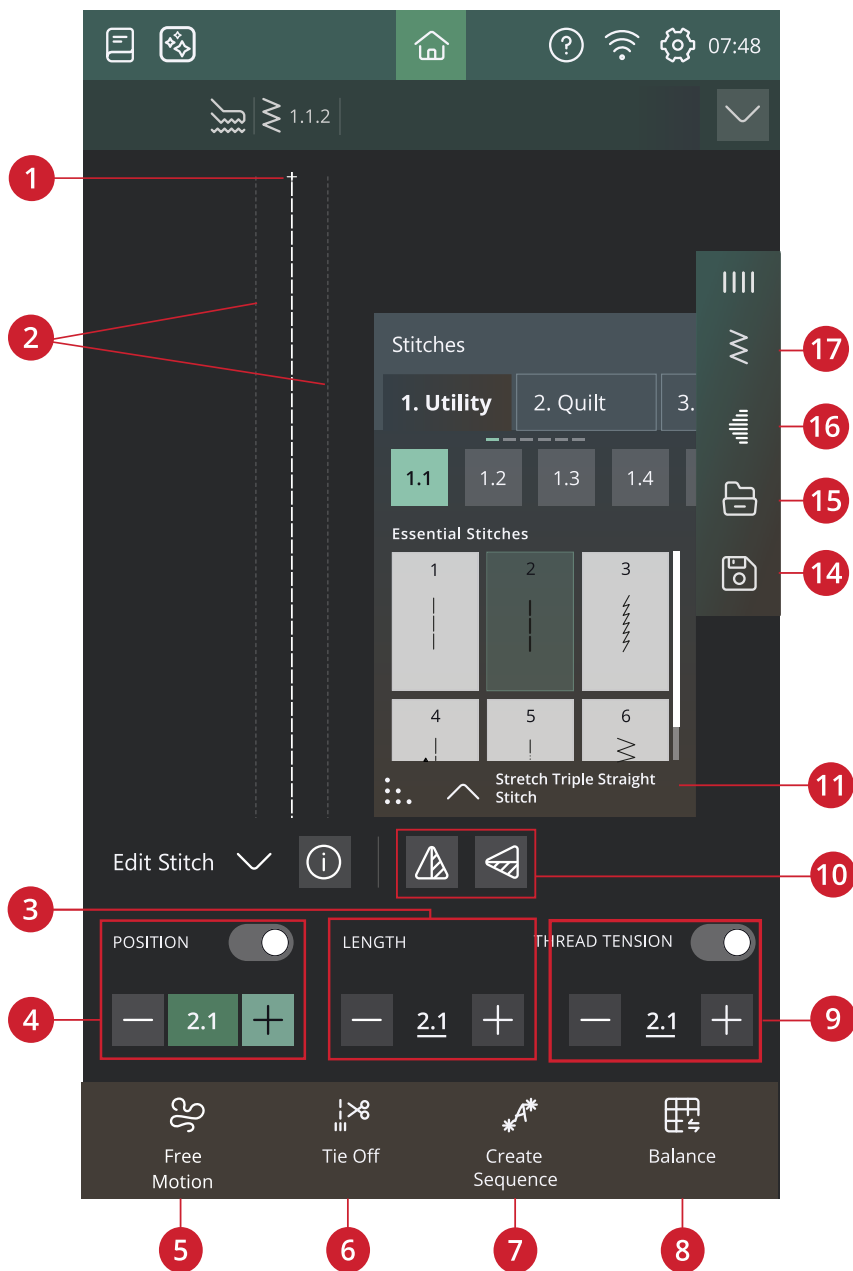 07:48
1.1.2
1
2
Stitches
17
1. Utility
2. Quilt
3.
16
1.1
1.2
1.3
1.4
15
Essential Stitches
1
2
3
14
4
5
6
Stretch Triple Straight
Stitch
11
Edit Stitch
10
3
POSITION
LENGTH
THREAD TENSION
4
2.1
2.1
2.1
9
Free
Motion
Tie Off
Create
Sequence
Balance
5
6
7
8